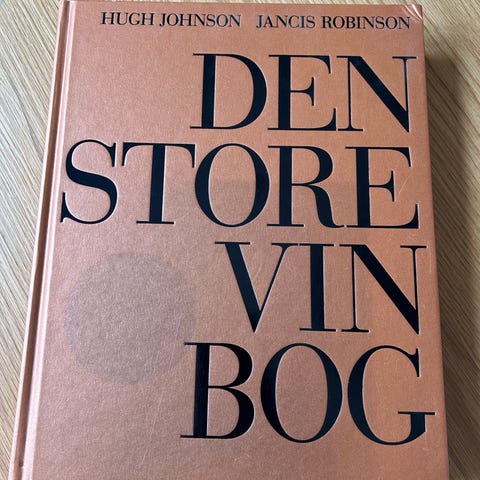 HUGH JOHNSON JANCIS ROBINSON
DEN
STORE
VIN
BOG